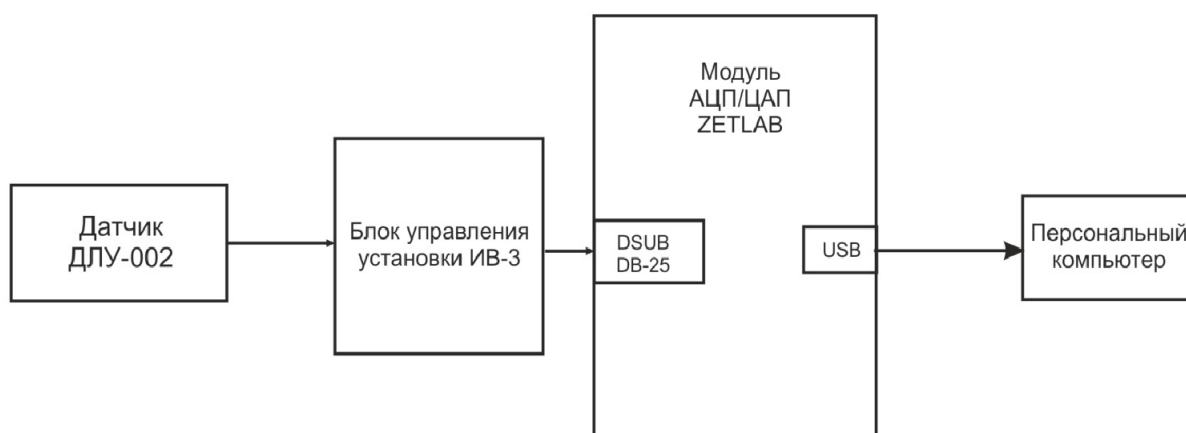 Модуль
АЦП/ЦАП
ZETLAB
Датчик
ДЛУ-002
Блок управления
установки ИВ-3
DSUB
DB-25
USB
Персональный
компьютер